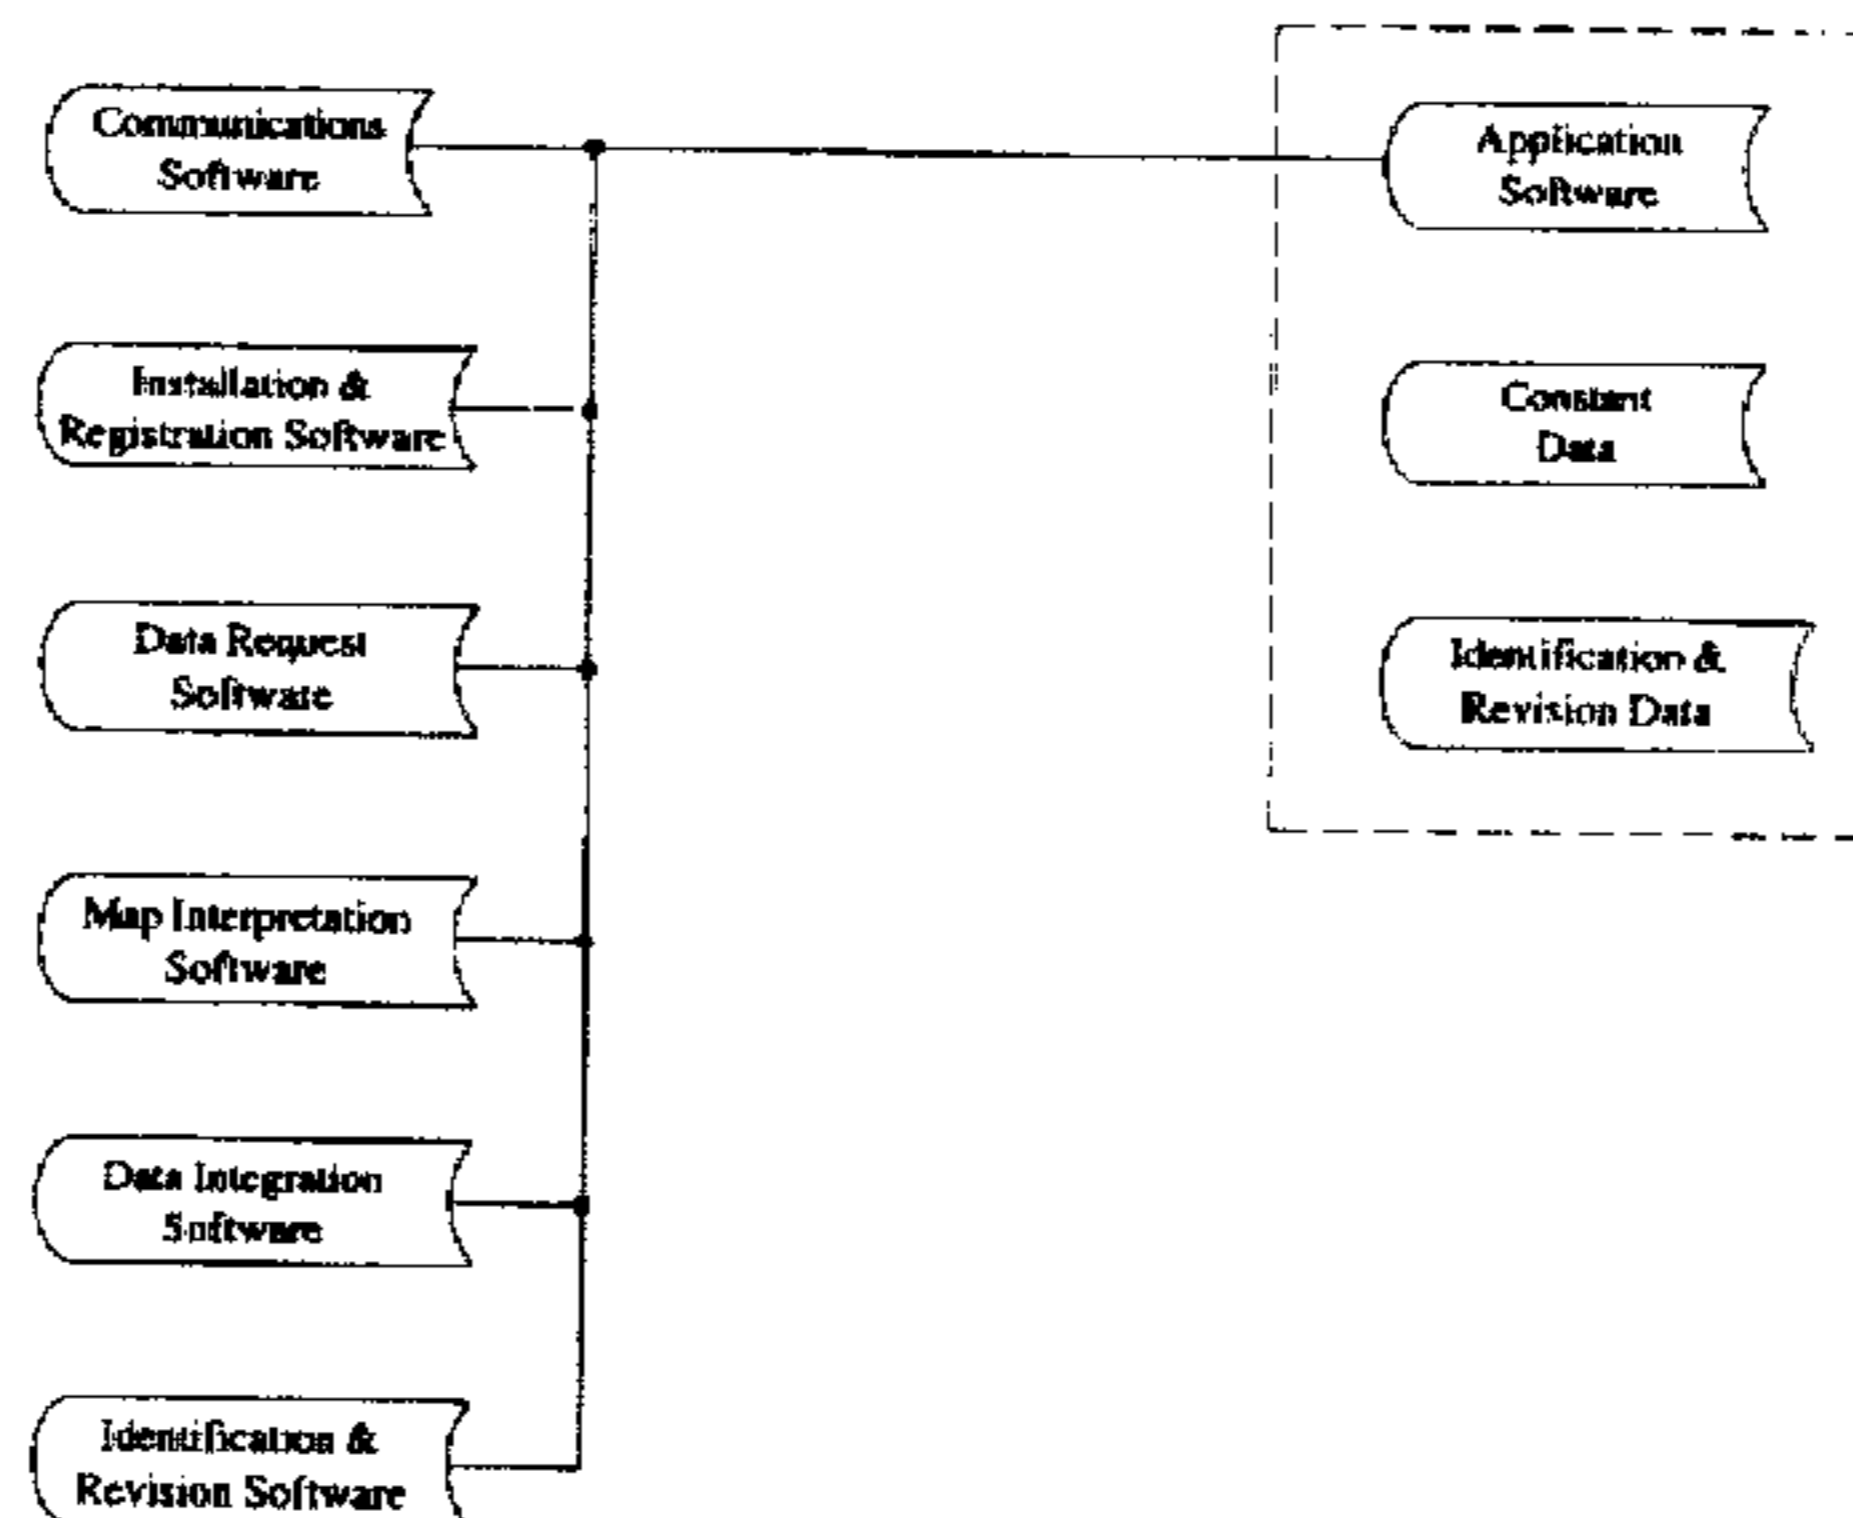 Communications
Software
Installation &
Registration Software
Data Request
Software
Map Interpretation
Software
Data Integration
Software
Identification &
Revision Software
Application
Software
Constant
Data
Identification &
Revision Data